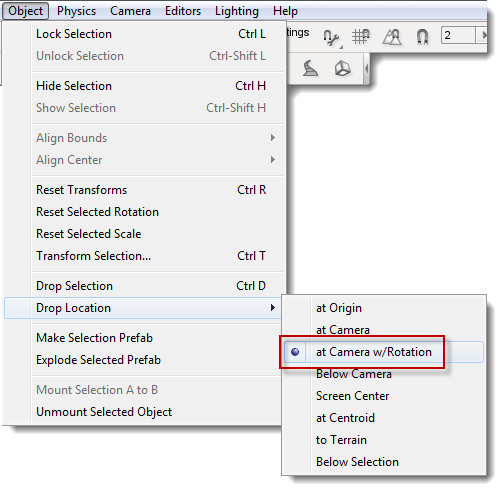 Object Physics Camera Editors Lighting Help
Lock Selection Ctrl L
Unlock Selection Ctrl-Shift L
Hide Selection Ctrl H
Show Selection Ctrl-Shift H
Align Bounds
Align Center
Reset Transforms Ctrl R
Reset Selected Rotation
Reset Selected Scale
Transform Selection... Ctrl T
Drop Selection Ctrl D
Drop Location
Make Selection Prefab
Explode Selected Prefab
Mount Selection A to B
Unmount Selected Object
tings
2
at Origin
at Camera
at Camera w/Rotation
Below Camera
Screen Center
at Centroid
to Terrain
Below Selection